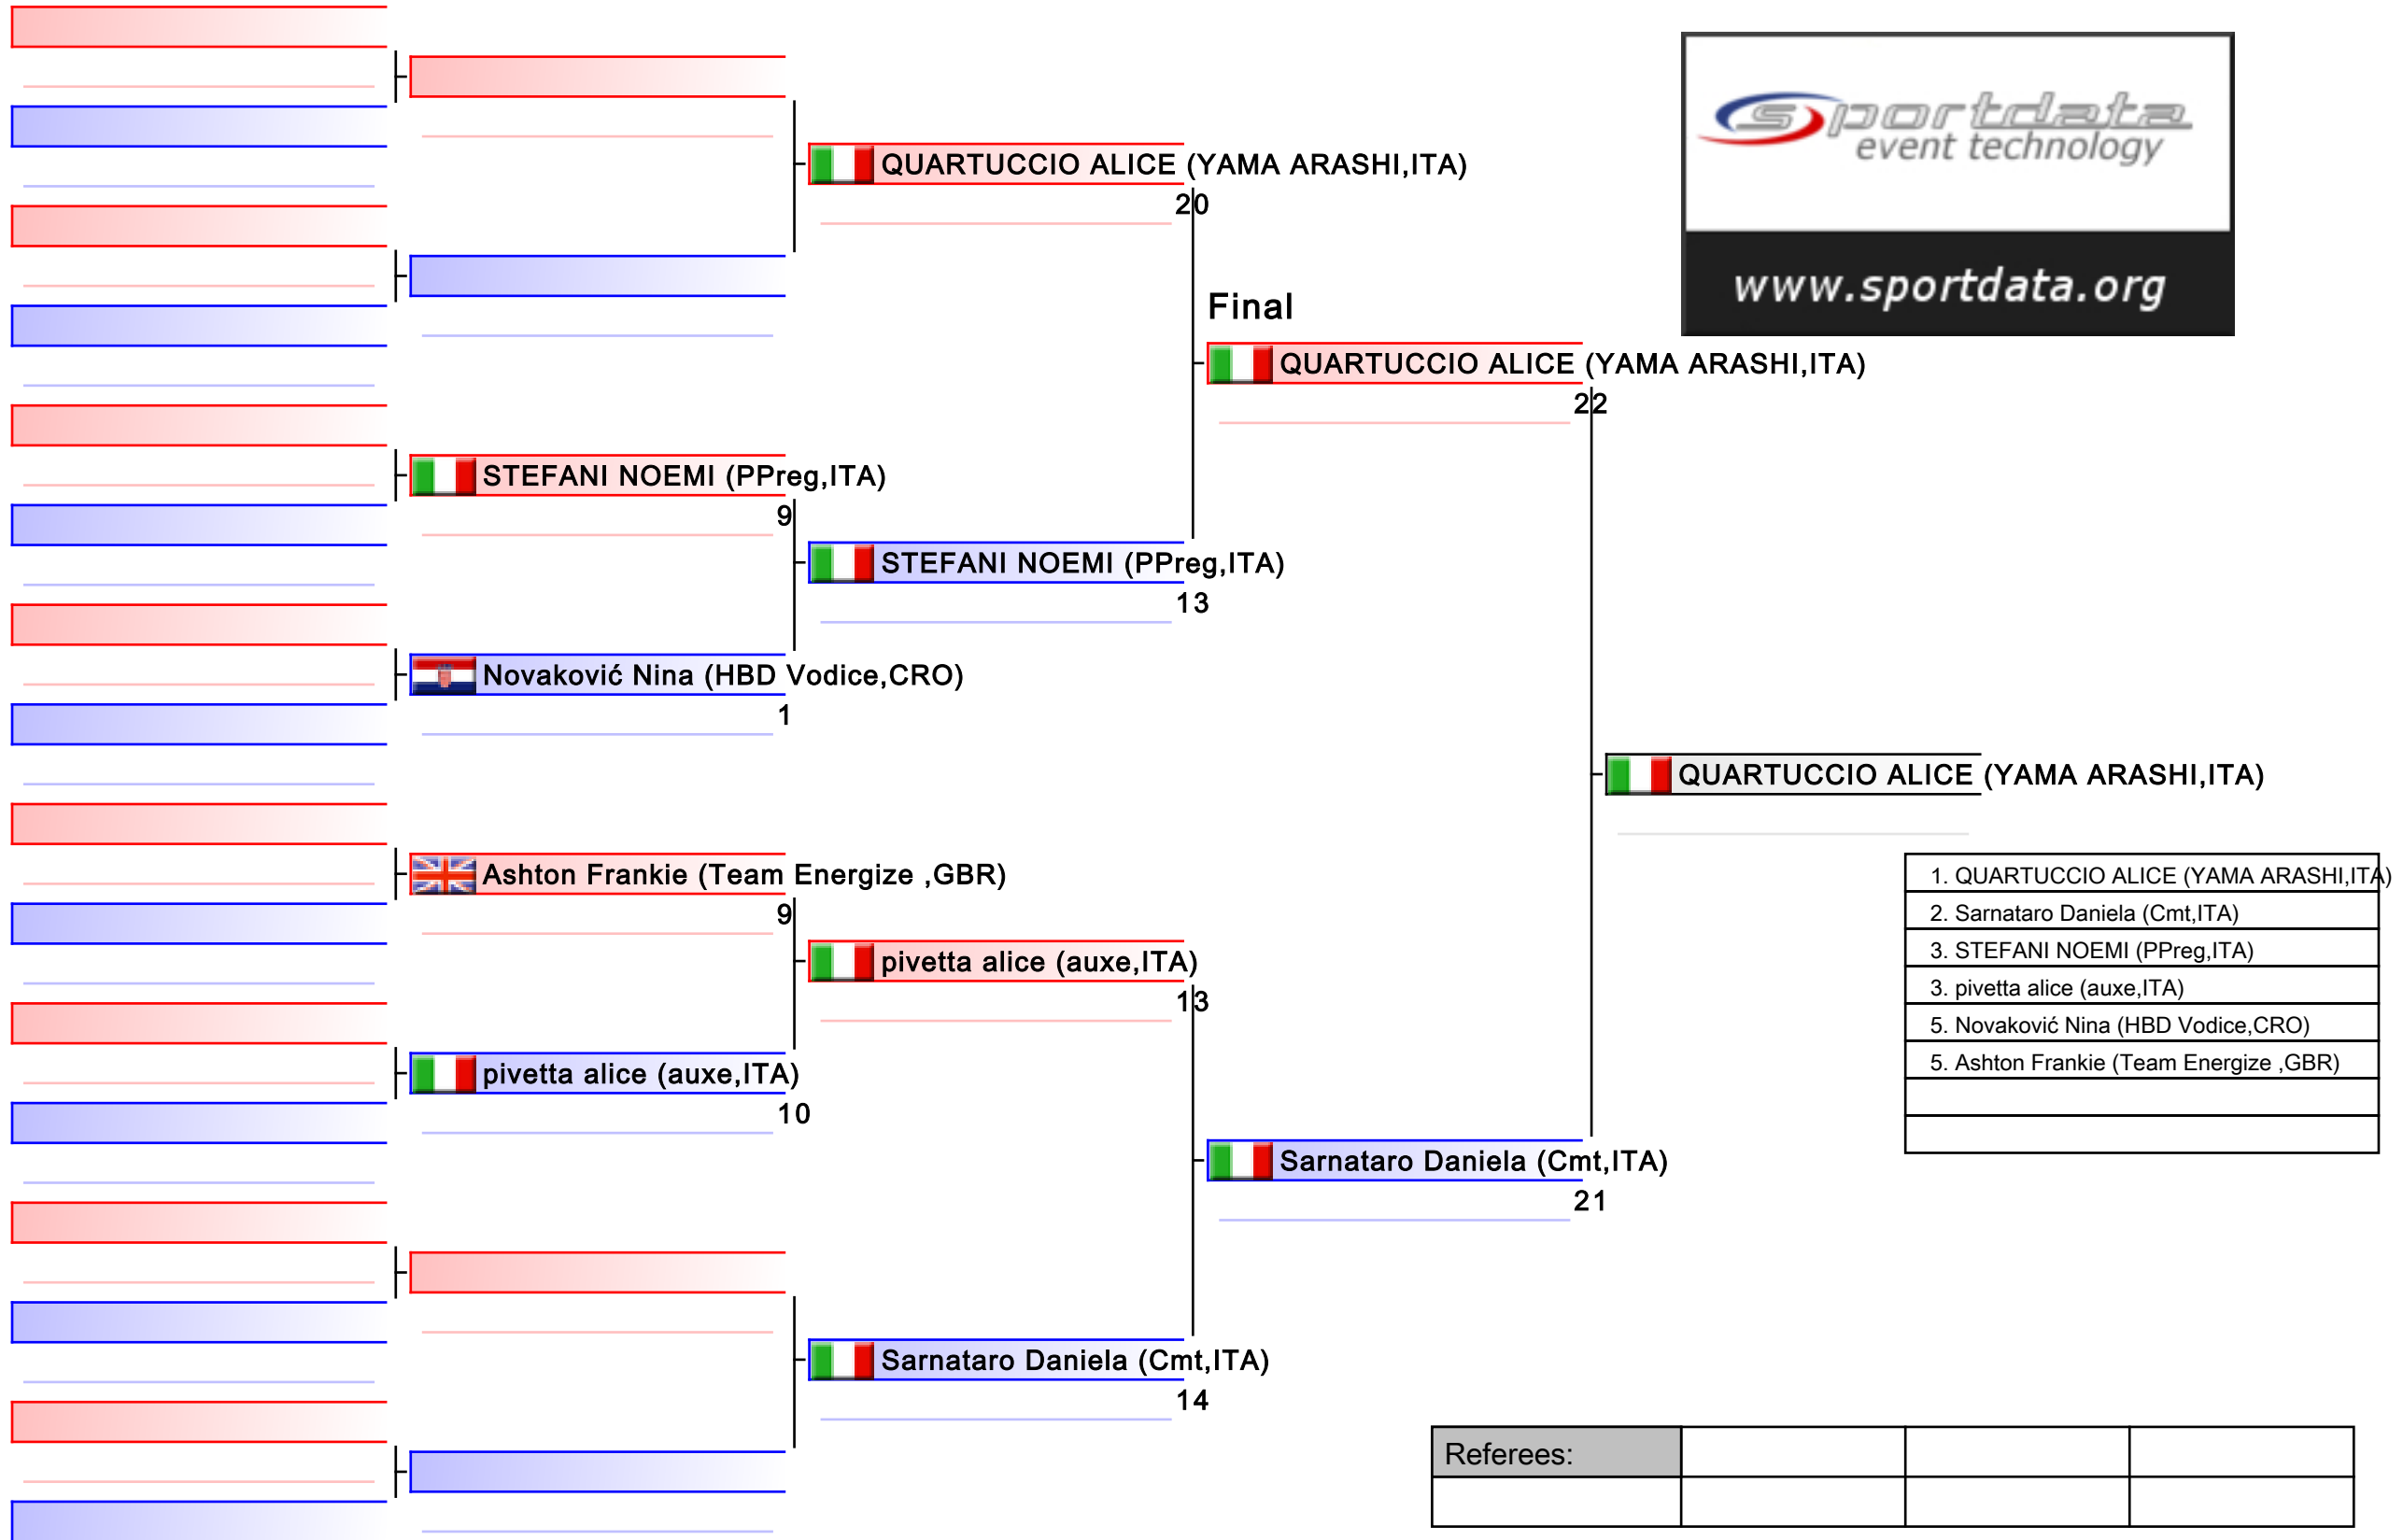 sportdata
event technology
www.sportdata.org
QUARTUCCIO ALICE (YAMA ARASHI,ITA)
20
Final
QUARTUCCIO ALICE (YAMA ARASHI,ITA)
22
STEFANI NOEMI (PPreg,ITA)
9
STEFANI NOEMI (PPreg,ITA)
13
Novaković Nina (HBD Vodice,CRO)
1
QUARTUCCIO ALICE (YAMA ARASHI,ITA)
Ashton Frankie (Team Energize ,GBR)
9
pivetta alice (auxe,ITA)
13
pivetta alice (auxe,ITA)
10
Sarnataro Daniela (Cmt,ITA)
21
Sarnataro Daniela (Cmt,ITA)
14
1. QUARTUCCIO ALICE (YAMA ARASHI,ITA)
2. Sarnataro Daniela (Cmt,ITA)
3. STEFANI NOEMI (PPreg,ITA)
3. pivetta alice (auxe,ITA)
5. Novaković Nina (HBD Vodice,CRO)
5. Ashton Frankie (Team Energize ,GBR)
Referees: